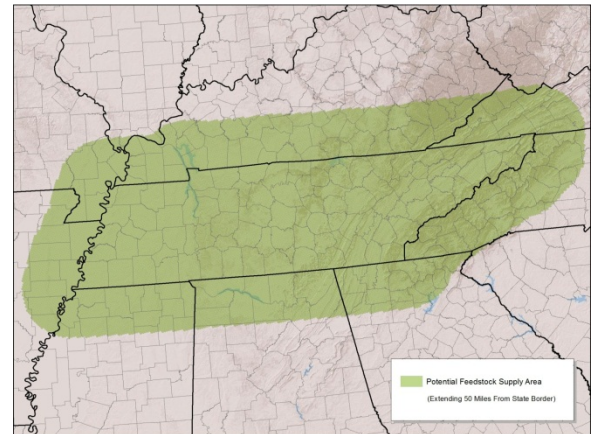 Potential Feedstock Supply Area
(Extending 50 Miles From State Border)